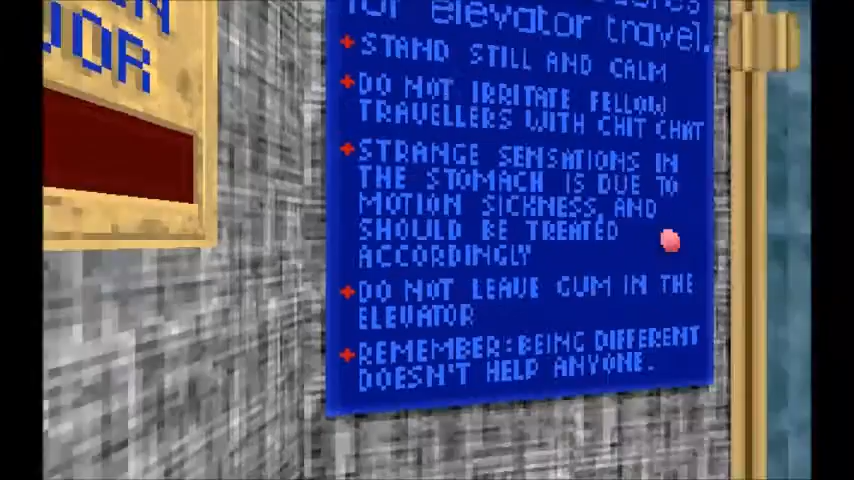 for elevator travel.
STAND STILL AND CALM
DO NOT IRRITATE FELLOW
TRAVELLERS WITH CHIT CHAT
STRANGE SENSATIONS IN
THE STOMACH IS DUE TO
MOTION SICKNESS, AND
SHOULD BE TREATED
ACCORDINGLY
DO NOT LEAVE GUM IN THE
ELEVATOR
REMEMBER: BEING DIFFERENT
DOESN'T HELP ANYONE.